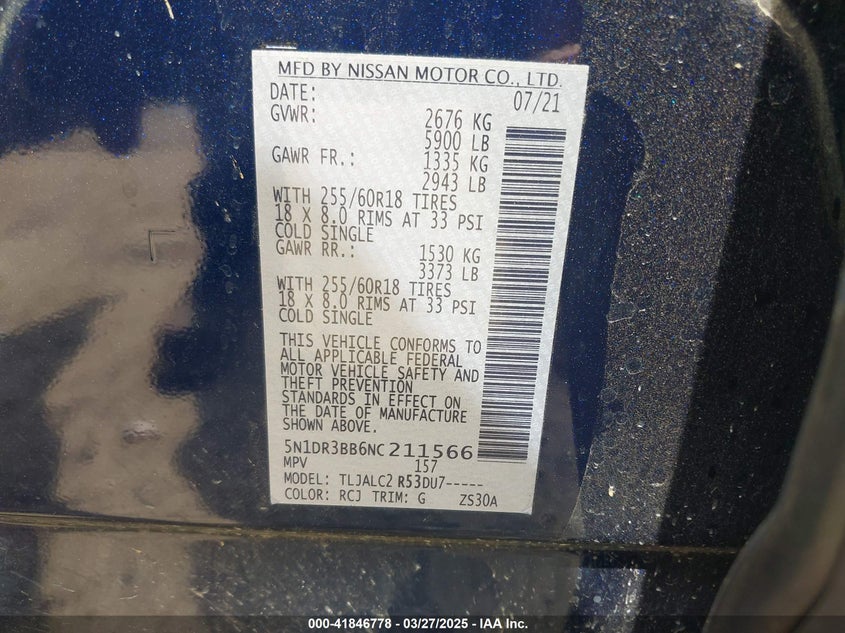 MFD BY NISSAN MOTOR CO., LTD.
DATE: 07/21
GVWR: 2676 KG
5900 LB
GAWR FR.: 1335 KG
2943 LB
WITH 255/60R18 TIRES
18 X 8.0 RIMS AT 33 PSI
COLD SINGLE
GAWR RR.: 1530 KG
3373 LB
WITH 255/60R18 TIRES
18 X 8.0 RIMS AT 33 PSI
COLD SINGLE
THIS VEHICLE CONFORMS TO
ALL APPLICABLE FEDERAL
MOTOR VEHICLE SAFETY AND
THEFT PREVENTION
STANDARDS IN EFFECT ON
THE DATE OF MANUFACTURE
SHOWN ABOVE.
5N1DR3BB6NC211566
MPV 157
MODEL: TLJALC2 R53DU7-----
COLOR: RCJ TRIM: G ZS30A
000-41846778 — 03/27/2025 — IAA Inc.